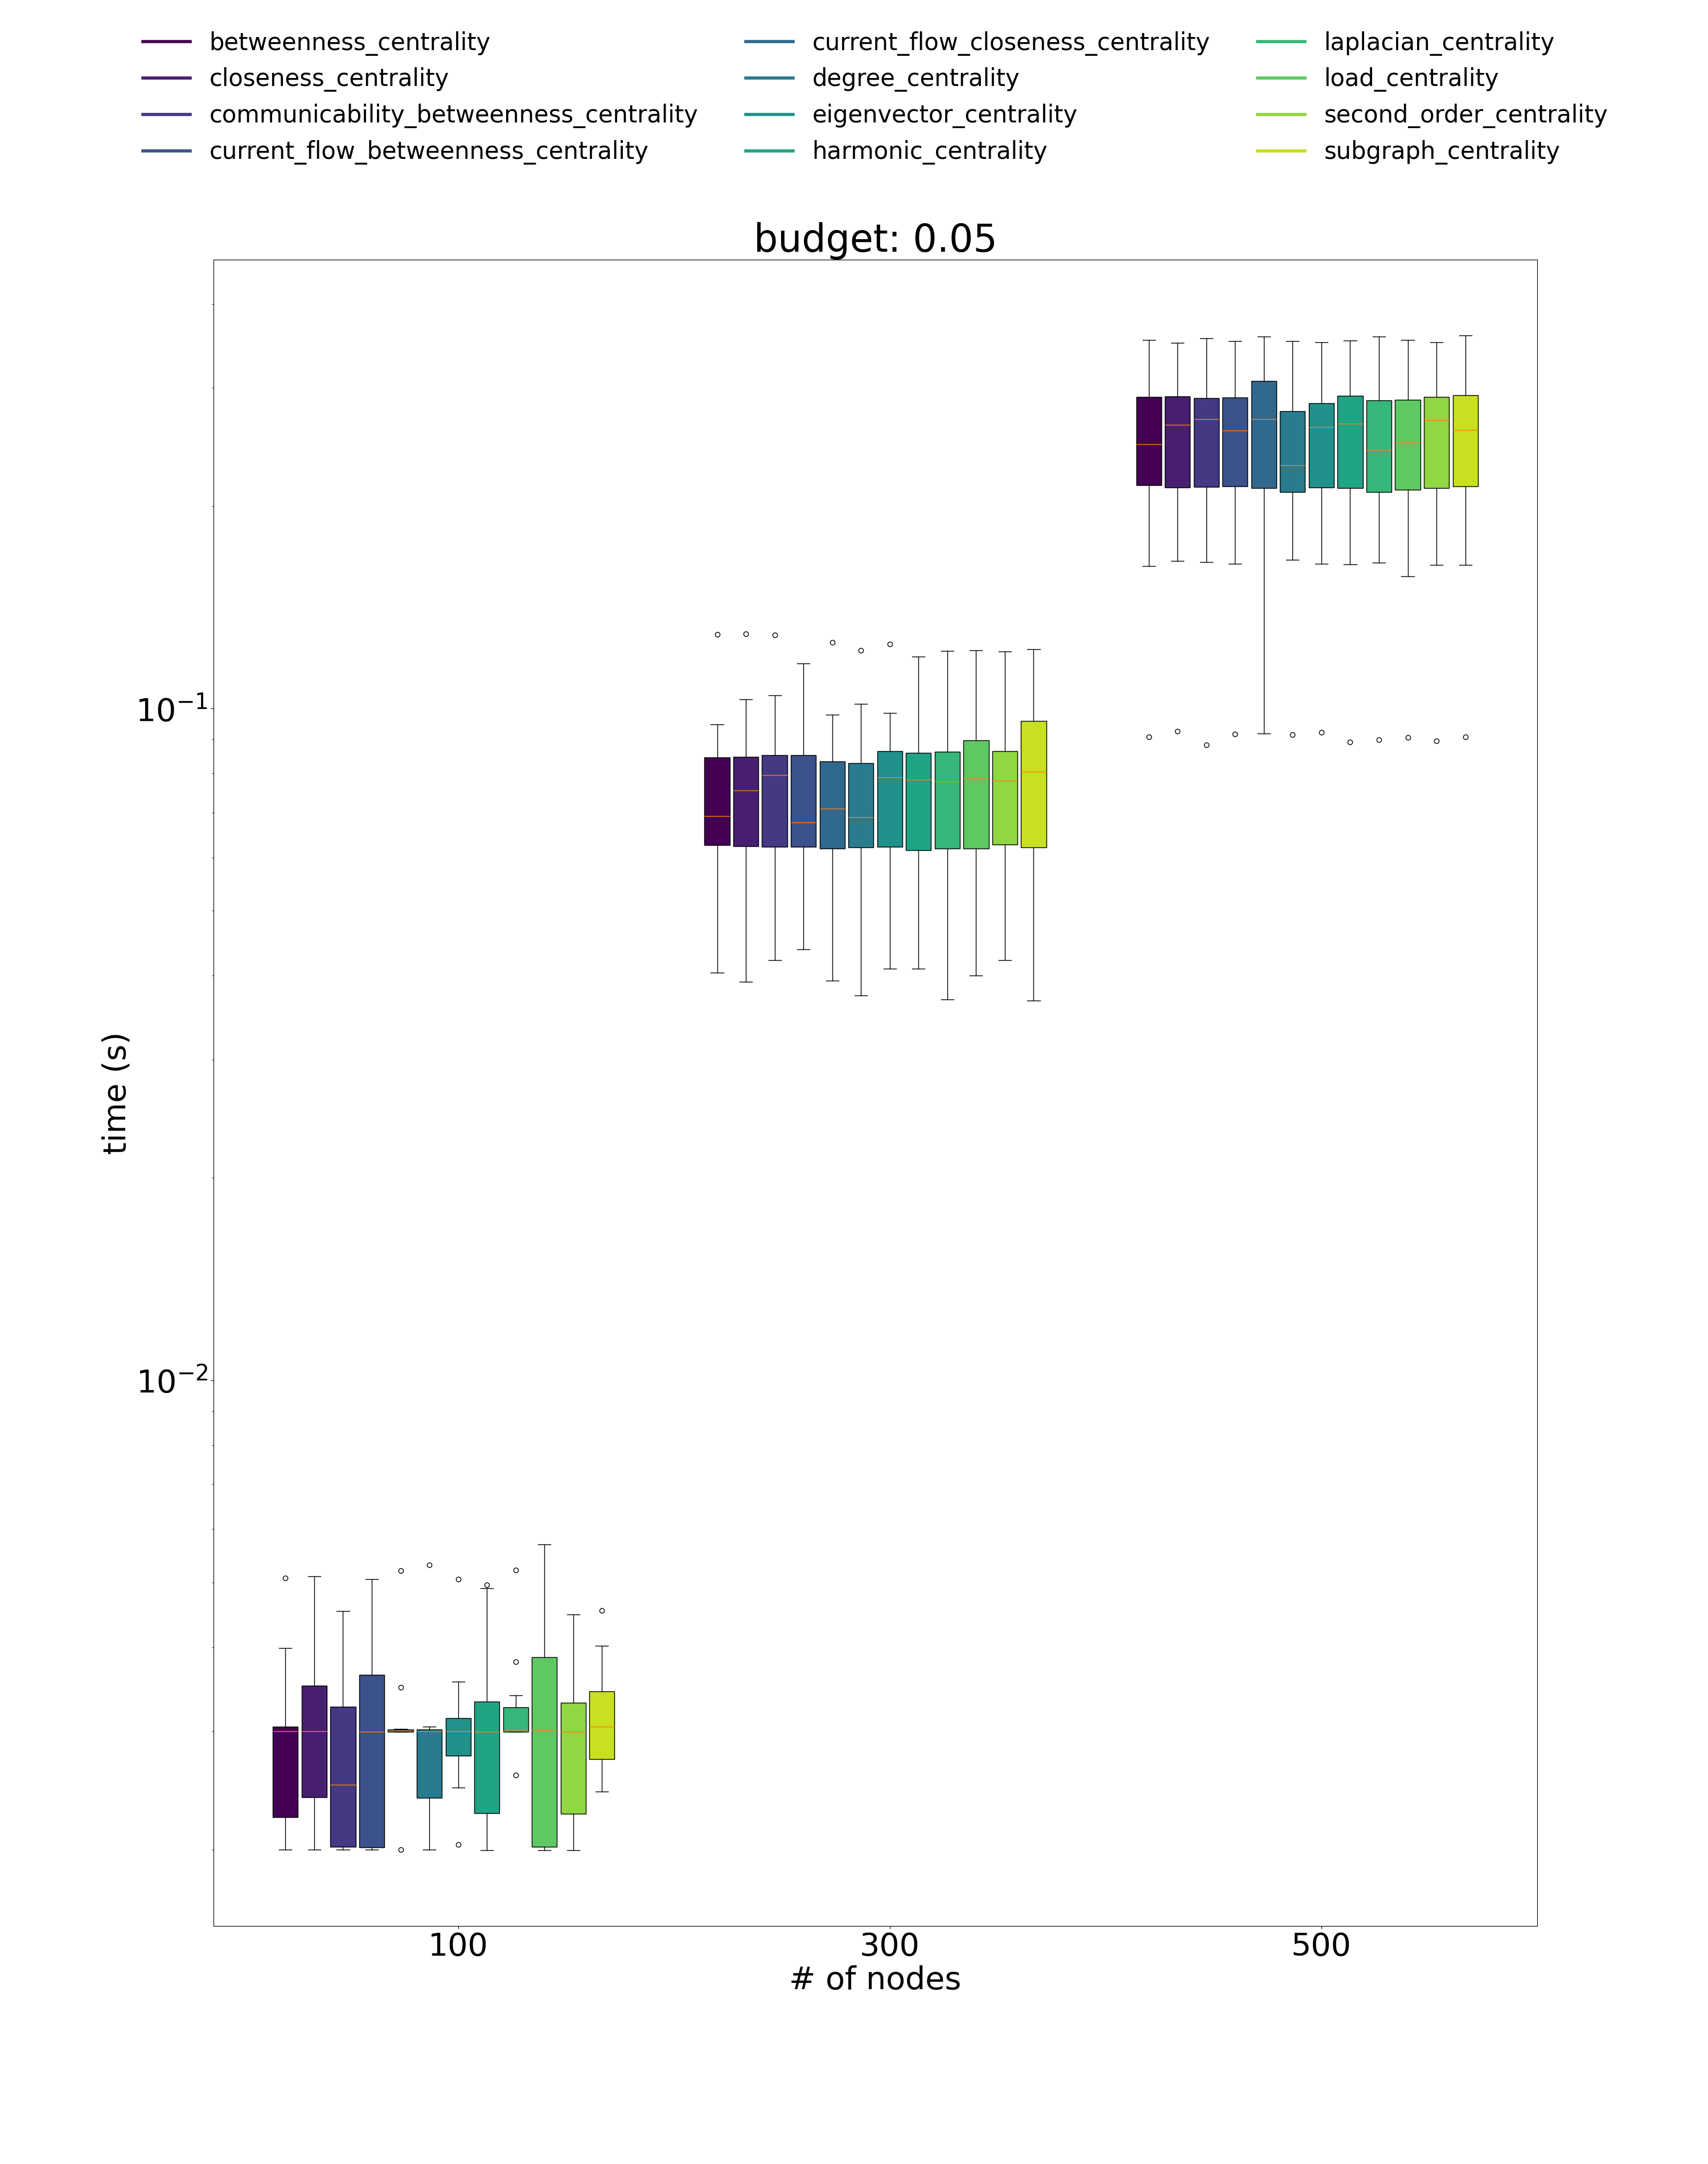 betweenness_centrality
closeness_centrality
communicability_betweenness_centrality
current_flow_betweenness_centrality
current_flow_closeness_centrality
degree_centrality
eigenvector_centrality
harmonic_centrality
laplacian_centrality
load_centrality
second_order_centrality
subgraph_centrality
budget: 0.05
10⁻¹
10⁻²
time (s)
100 300 500
# of nodes